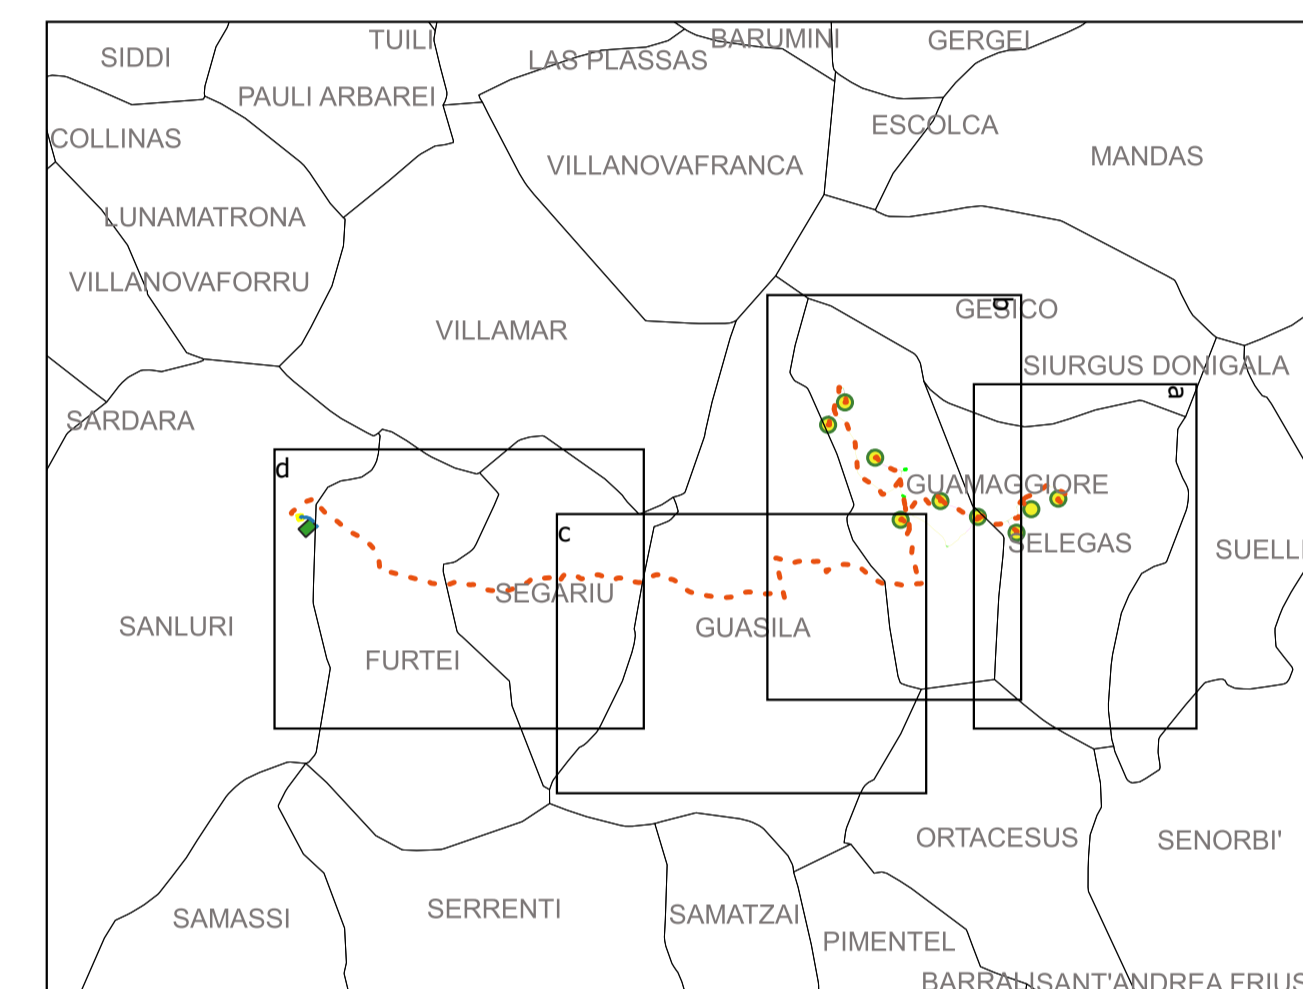 TUILI
BARUMINI
GERGEI
SIDDI
LAS PLASSAS
PAULI ARBAREI
ESCOLCA
COLLINAS
MANDAS
VILLANOVAFRANCA
LUNAMATRONA
VILLANOVAFORRU
b
GESICO
VILLAMAR
SIURGUS DONIGALA
a
SARDARA
d
GUAMAGGIORE
c
SELEGAS
SUELLI
SEGARIU
SANLURI
GUASILA
FURTEI
ORTACESUS
SENORBI'
SERRENTI
SAMATZAI
SAMASSI
PIMENTEL
BARRALI
SANT'ANDREA FRIUS